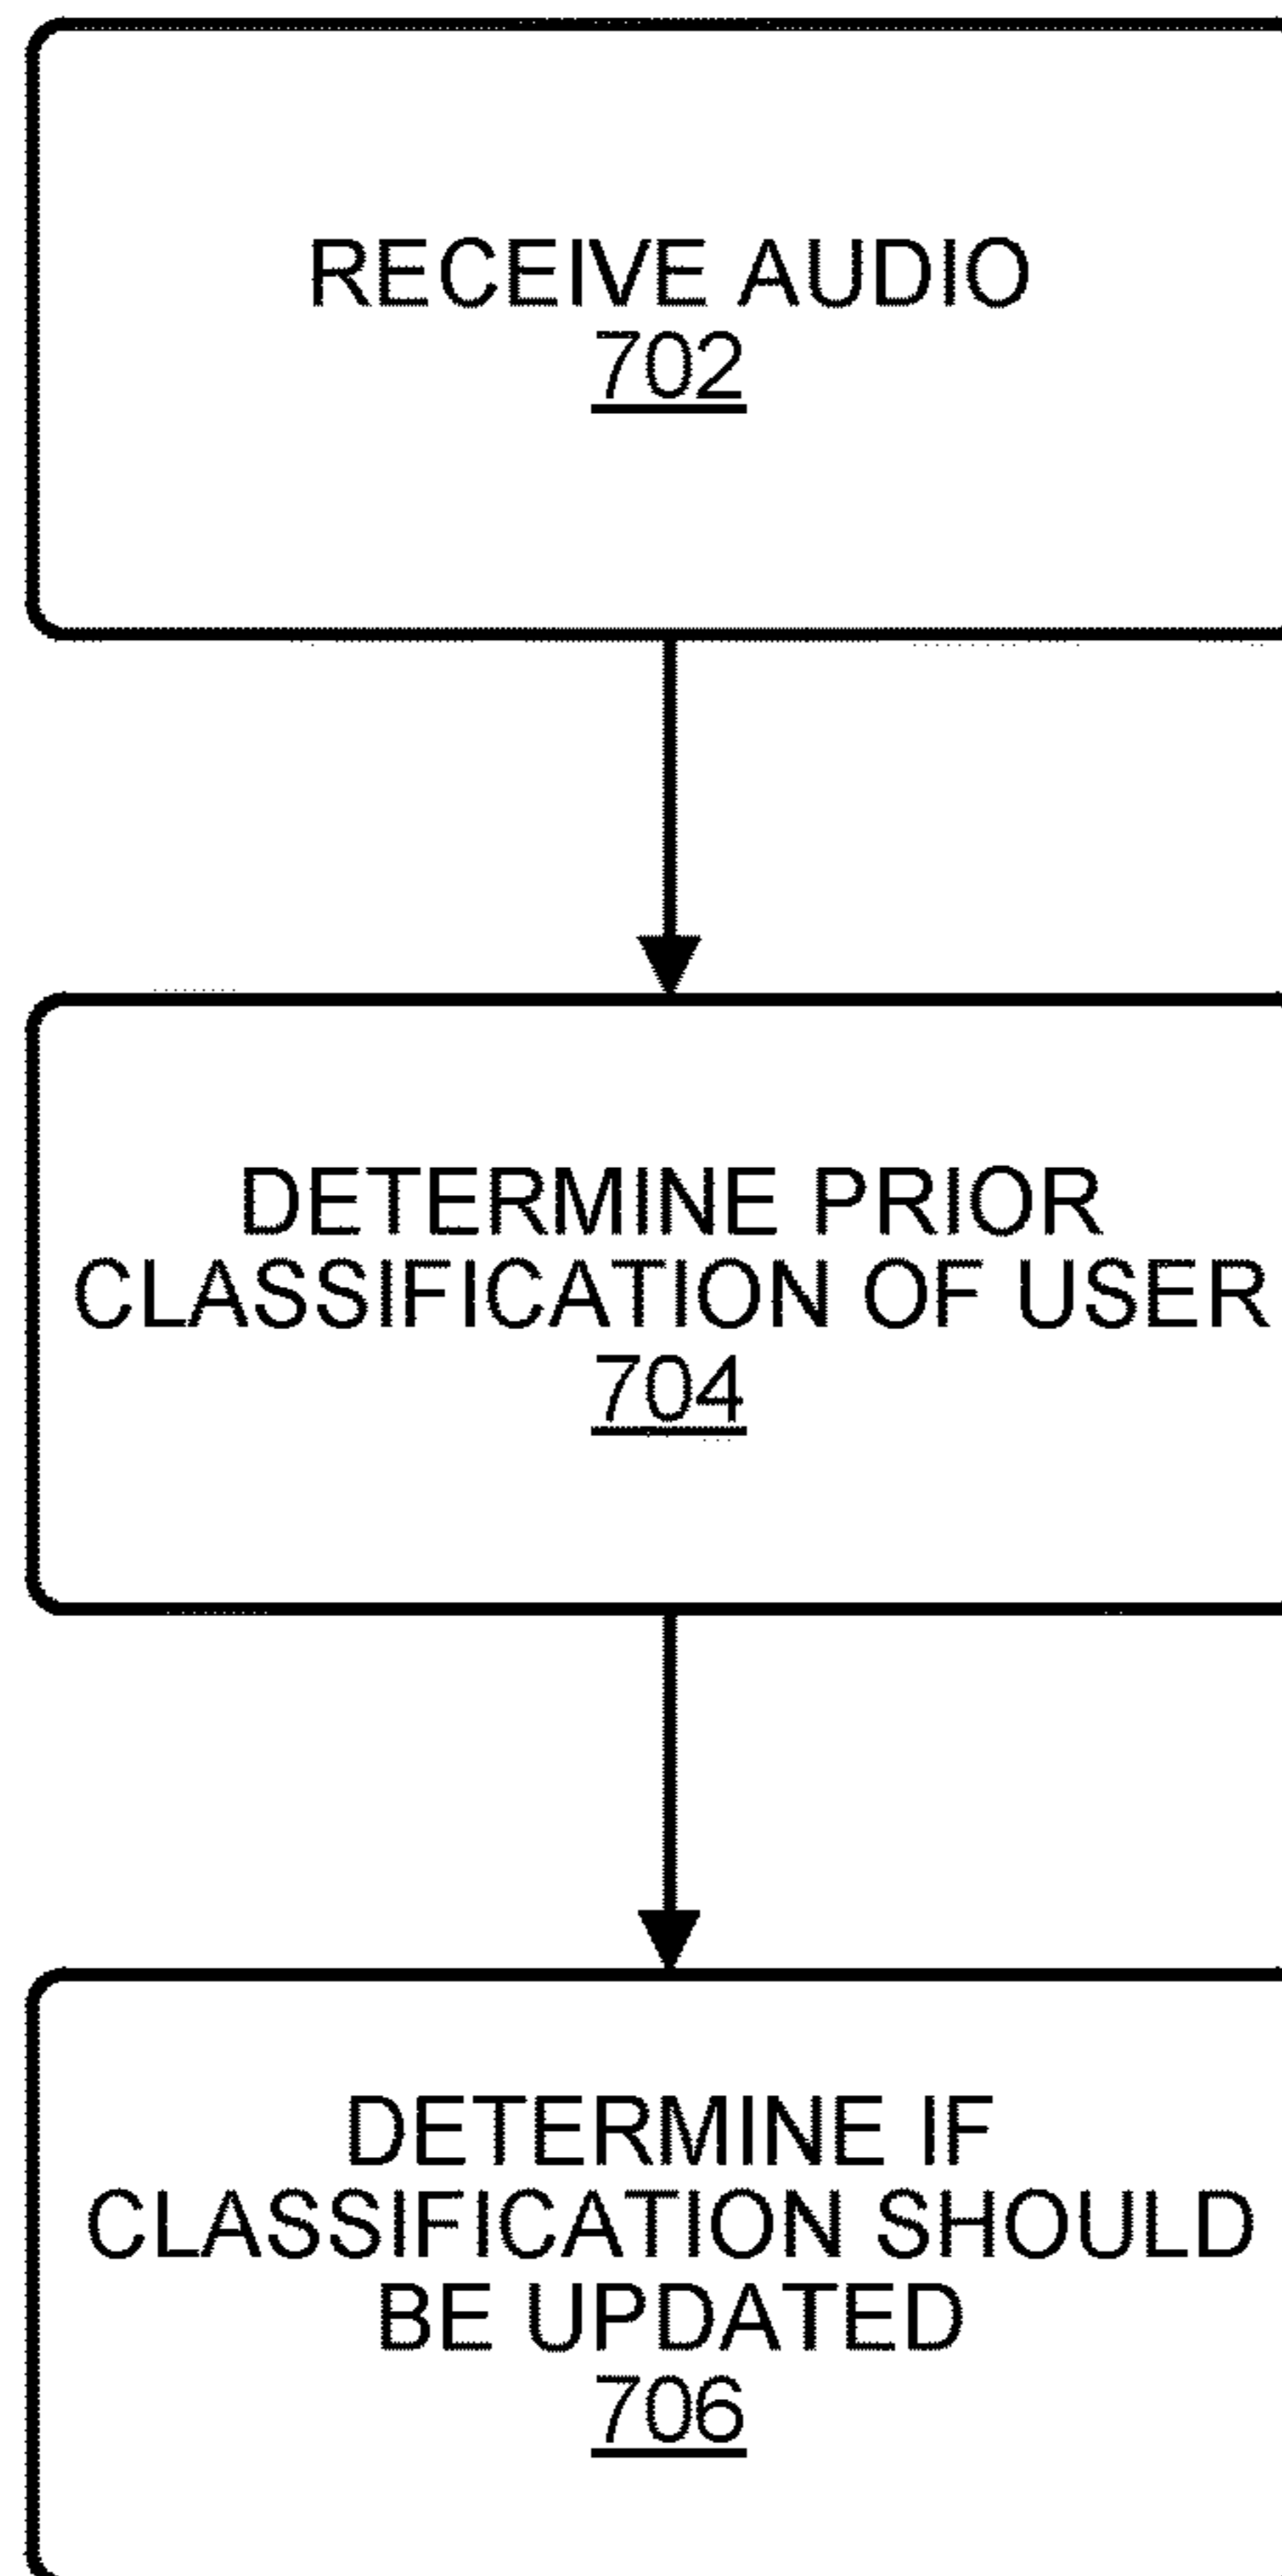 RECEIVE AUDIO
702
DETERMINE PRIOR
CLASSIFICATION OF USER
704
DETERMINE IF
CLASSIFICATION SHOULD
BE UPDATED
706